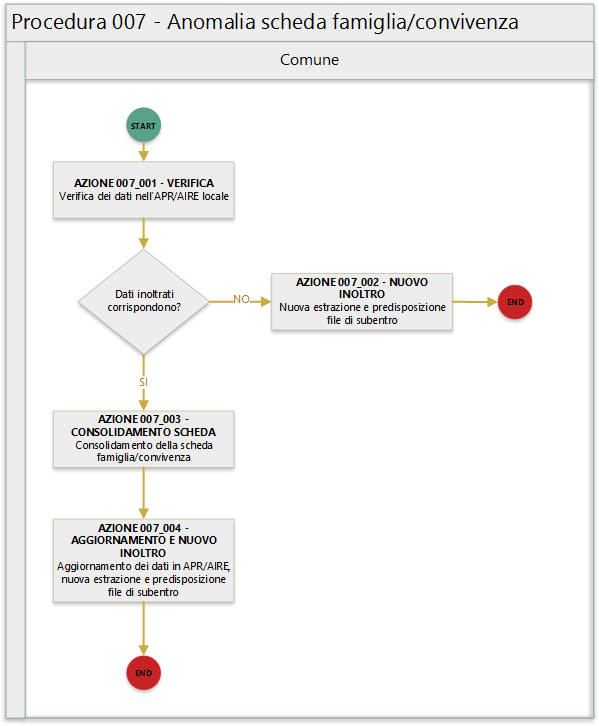 Procedura 007 - Anomalia scheda famiglia/convivenza
Comune
START
AZIONE 007_001 - VERIFICA
Verifica dei dati nell'APR/AIRE locale
Dati inoltrati
corrispondono?
NO
AZIONE 007_002 - NUOVO
INOLTRO
Nuova estrazione e predisposizione
file di subentro
END
SI
AZIONE 007_003 -
CONSOLIDAMENTO SCHEDA
Consolidamento della scheda
famiglia/convivenza
AZIONE 007_004 -
AGGIORNAMENTO E NUOVO
INOLTRO
Aggiornamento dei dati in APR/AIRE,
nuova estrazione e predisposizione
file di subentro
END